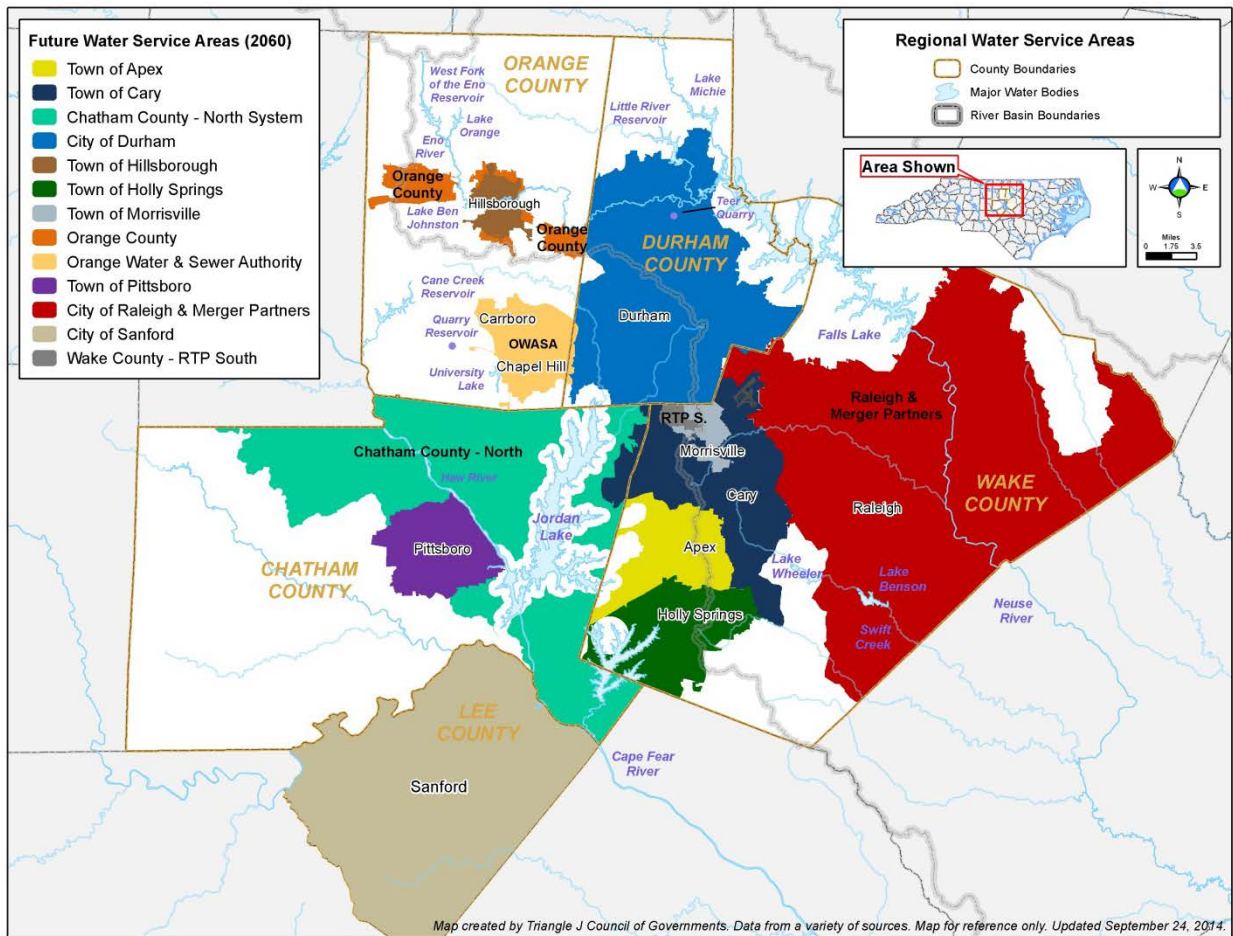 Future Water Service Areas (2060)
Town of Apex
Town of Cary
Chatham County - North System
City of Durham
Town of Hillsborough
Town of Holly Springs
Town of Morrisville
Orange County
Orange Water & Sewer Authority
Town of Pittsboro
City of Raleigh & Merger Partners
City of Sanford
Wake County - RTP South
Regional Water Service Areas
County Boundaries
Major Water Bodies
River Basin Boundaries
Area Shown
N
W
E
S
Miles
0 1.75 3.5
ORANGE
COUNTY
West Fork
of the Eno
Reservoir
Lake
Orange
Eno
River
Little River
Reservoir
Lake
Michie
Orange
County
Hillsborough
Lake Ben
Johnston
Orange
County
Teer
Quarry
DURHAM
COUNTY
Cane Creek
Reservoir
Quarry
Reservoir
University
Lake
Carrboro
OWASA
Chapel Hill
Durham
Falls Lake
Raleigh &
Merger Partners
RTP S.
Morrisville
Chatham County - North
Haw River
Cary
WAKE
COUNTY
Raleigh
Jordan
Lake
Pittsboro
Apex
CHATHAM
COUNTY
Lake
Wheeler
Lake
Benson
Holly Springs
Swift
Creek
Neuse
River
LEE
COUNTY
Cape Fear
River
Sanford
Map created by Triangle J Council of Governments. Data from a variety of sources. Map for reference only. Updated September 24, 2014.